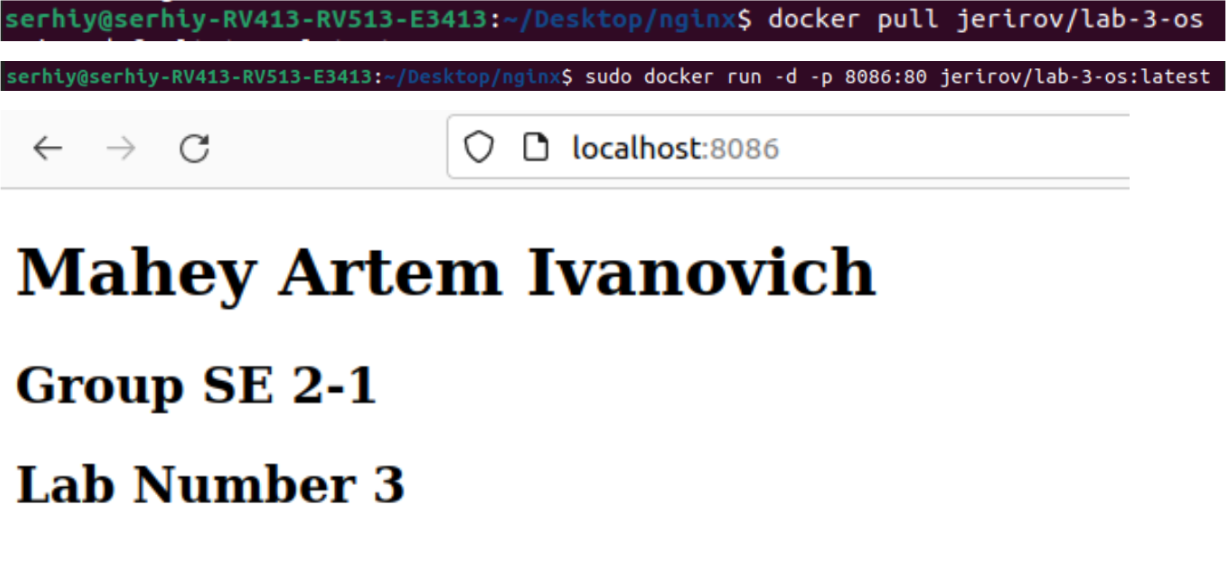 serhiy@serhiy-RV413-RV513-E3413:~/Desktop/nginx$ docker pull jerirov/lab-3-os
serhiy@serhiy-RV413-RV513-E3413:~/Desktop/nginx$ sudo docker run -d -p 8086:80 jerirov/lab-3-os:latest
localhost:8086
Mahey Artem Ivanovich
Group SE 2-1
Lab Number 3